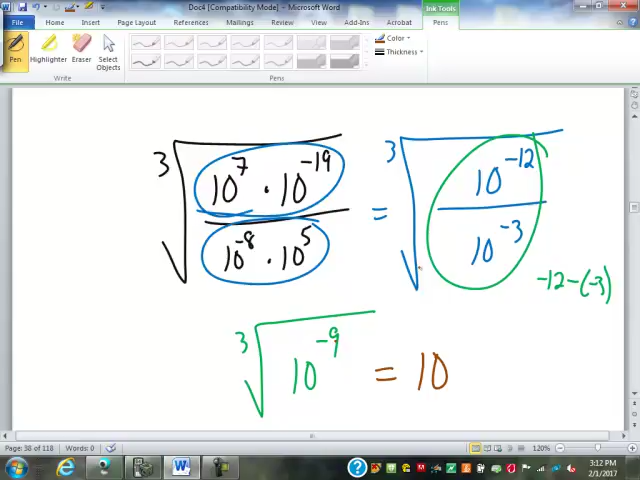 Doc4 [Compatibility Mode] - Microsoft Word
Ink Tools
File Home Insert Page Layout References Mailings Review View Add-Ins Acrobat Pens
Pen Highlighter Eraser Select Objects
Color
Thickness
Write Pens
3√((10^7 · 10^-19)/(10^-8 · 10^5)) = 3√(10^-12/10^-3)
-12-(-3)
3√(10^-9) = 10
Page: 38 of 118 Words: 0 120%
3:12 PM
2/1/2017